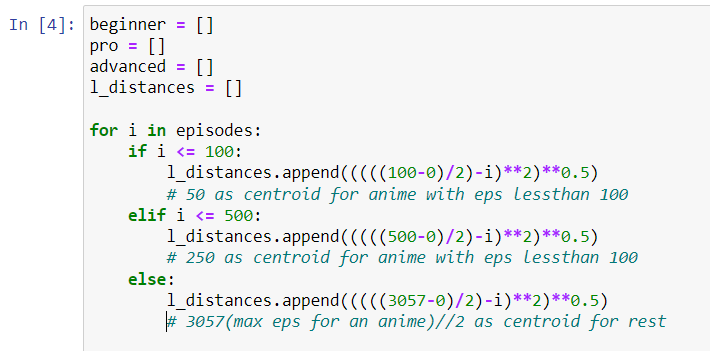 In [4]: beginner = []
pro = []
advanced = []
l_distances = []

for i in episodes:
    if i <= 100:
        l_distances.append(((((100-0)/2)-i)**2)**0.5)
        # 50 as centroid for anime with eps lessthan 100
    elif i <= 500:
        l_distances.append(((((500-0)/2)-i)**2)**0.5)
        # 250 as centroid for anime with eps lessthan 100
    else:
        l_distances.append(((((3057-0)/2)-i)**2)**0.5)
        # 3057(max eps for an anime)//2 as centroid for rest